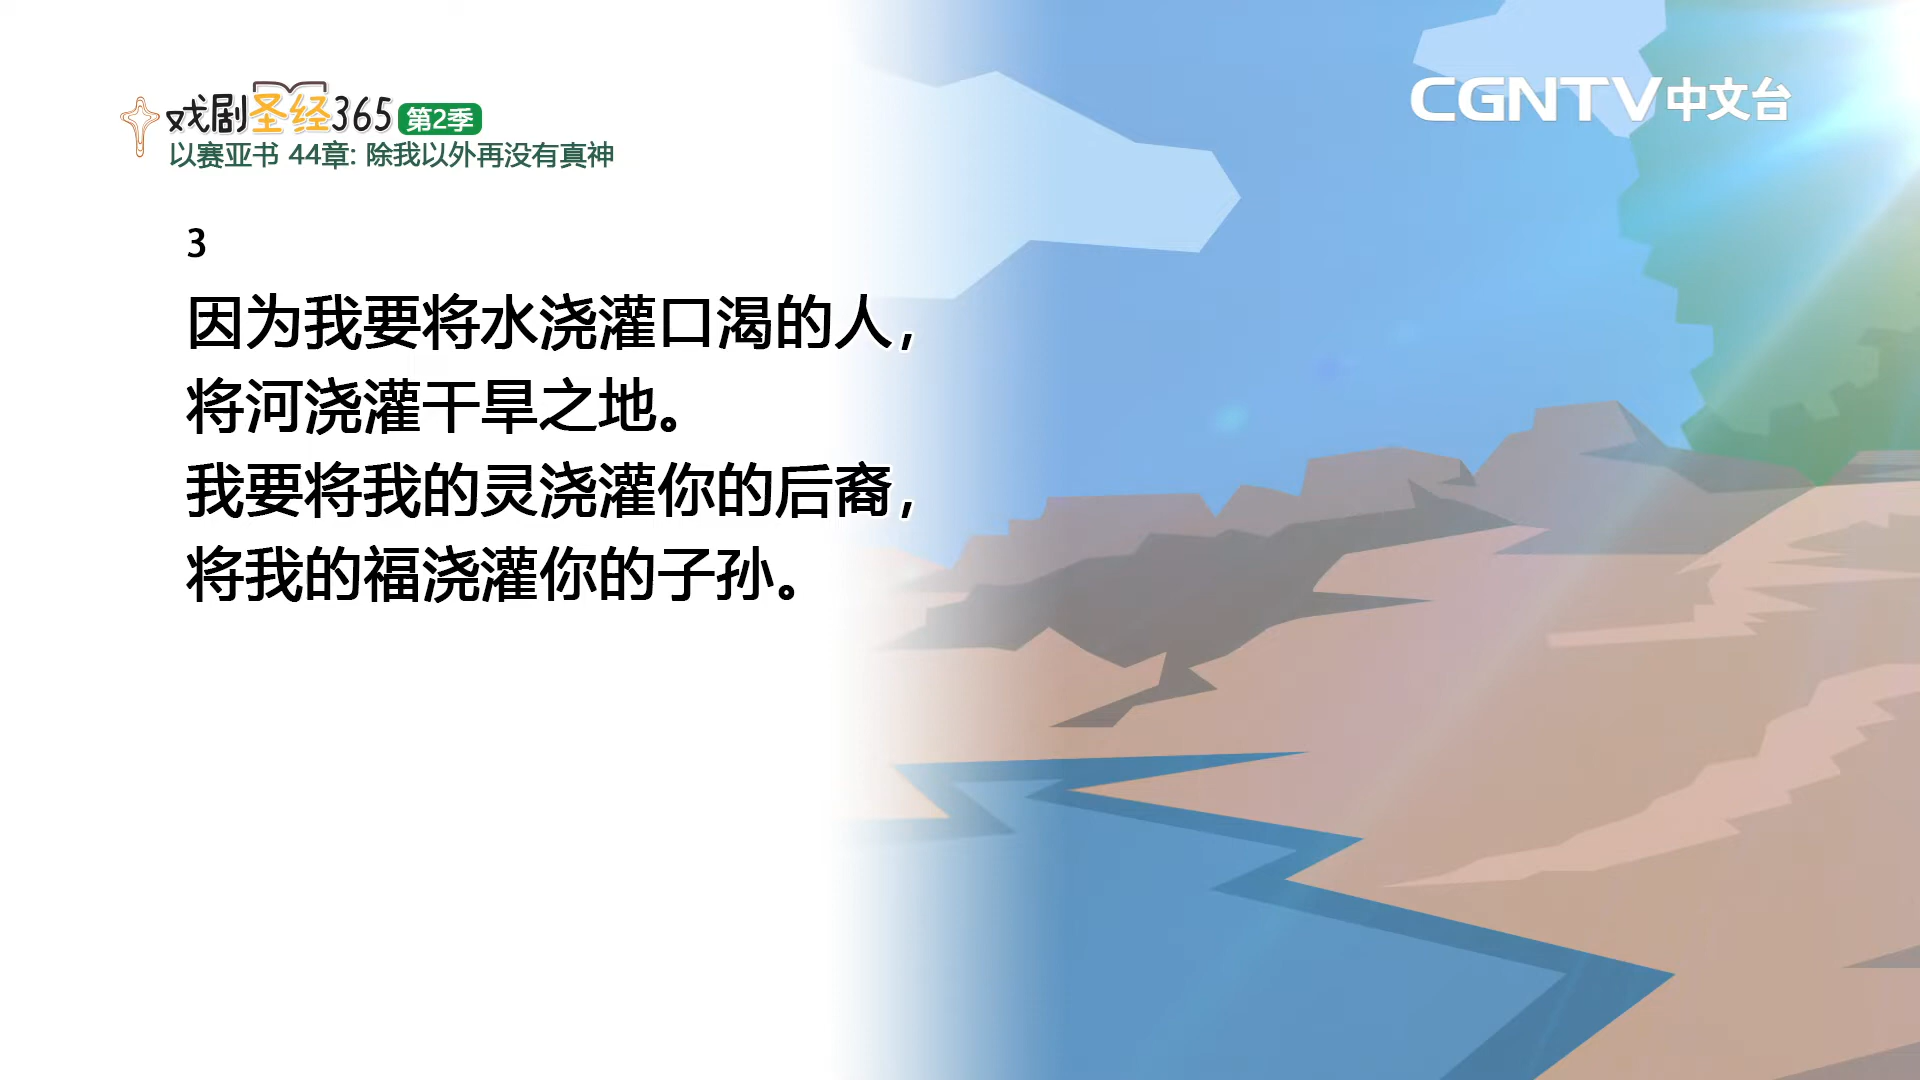 戏剧圣经365 第2季
CGNTV中文台
以赛亚书 44章: 除我以外再没有真神
3
因为我要将水浇灌口渴的人，
将河浇灌干旱之地。
我要将我的灵浇灌你的后裔，
将我的福浇灌你的子孙。